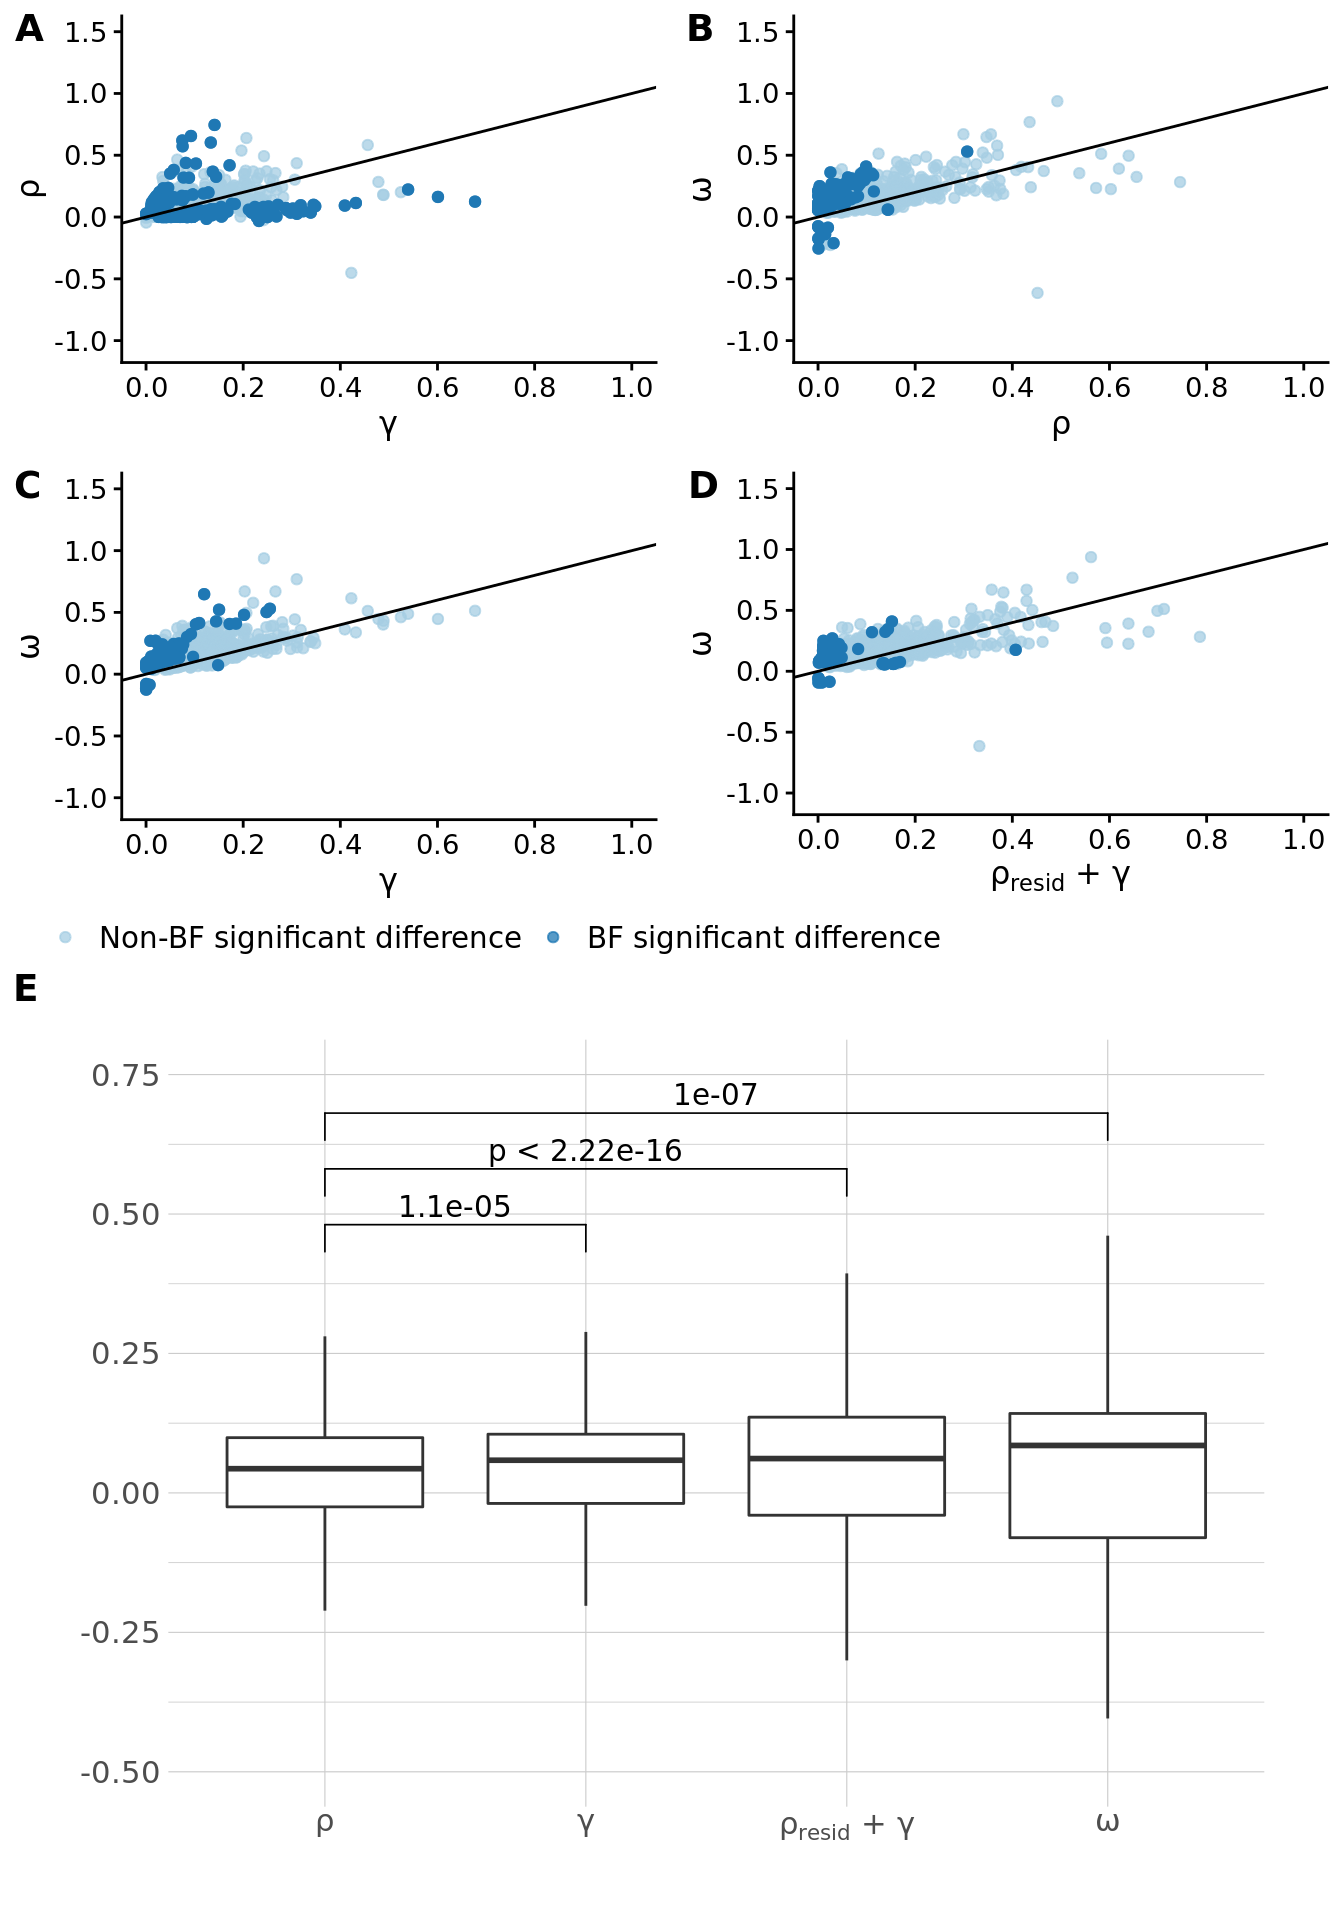 A
1.5
1.0
0.5
0.0
-0.5
-1.0
ρ
0.0 0.2 0.4 0.6 0.8 1.0
γ
B
1.5
1.0
0.5
0.0
-0.5
-1.0
ω
0.0 0.2 0.4 0.6 0.8 1.0
ρ
C
1.5
1.0
0.5
0.0
-0.5
-1.0
ω
0.0 0.2 0.4 0.6 0.8 1.0
γ
D
1.5
1.0
0.5
0.0
-0.5
-1.0
ω
0.0 0.2 0.4 0.6 0.8 1.0
ρresid + γ
Non-BF significant difference BF significant difference
E
0.75
0.50
0.25
0.00
-0.25
-0.50
1e-07
p < 2.22e-16
1.1e-05
ρ γ ρresid + γ ω